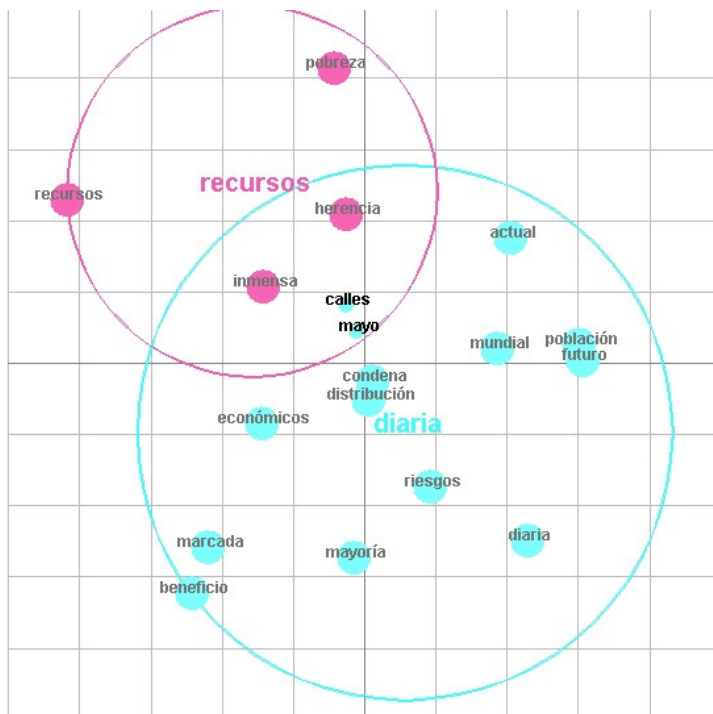 pobreza
recursos
recursos
herencia
actual
inmensa
calles
mayo
mundial
población
futuro
condena
distribución
económicos
diaria
riesgos
diaria
marcada
mayoría
beneficio